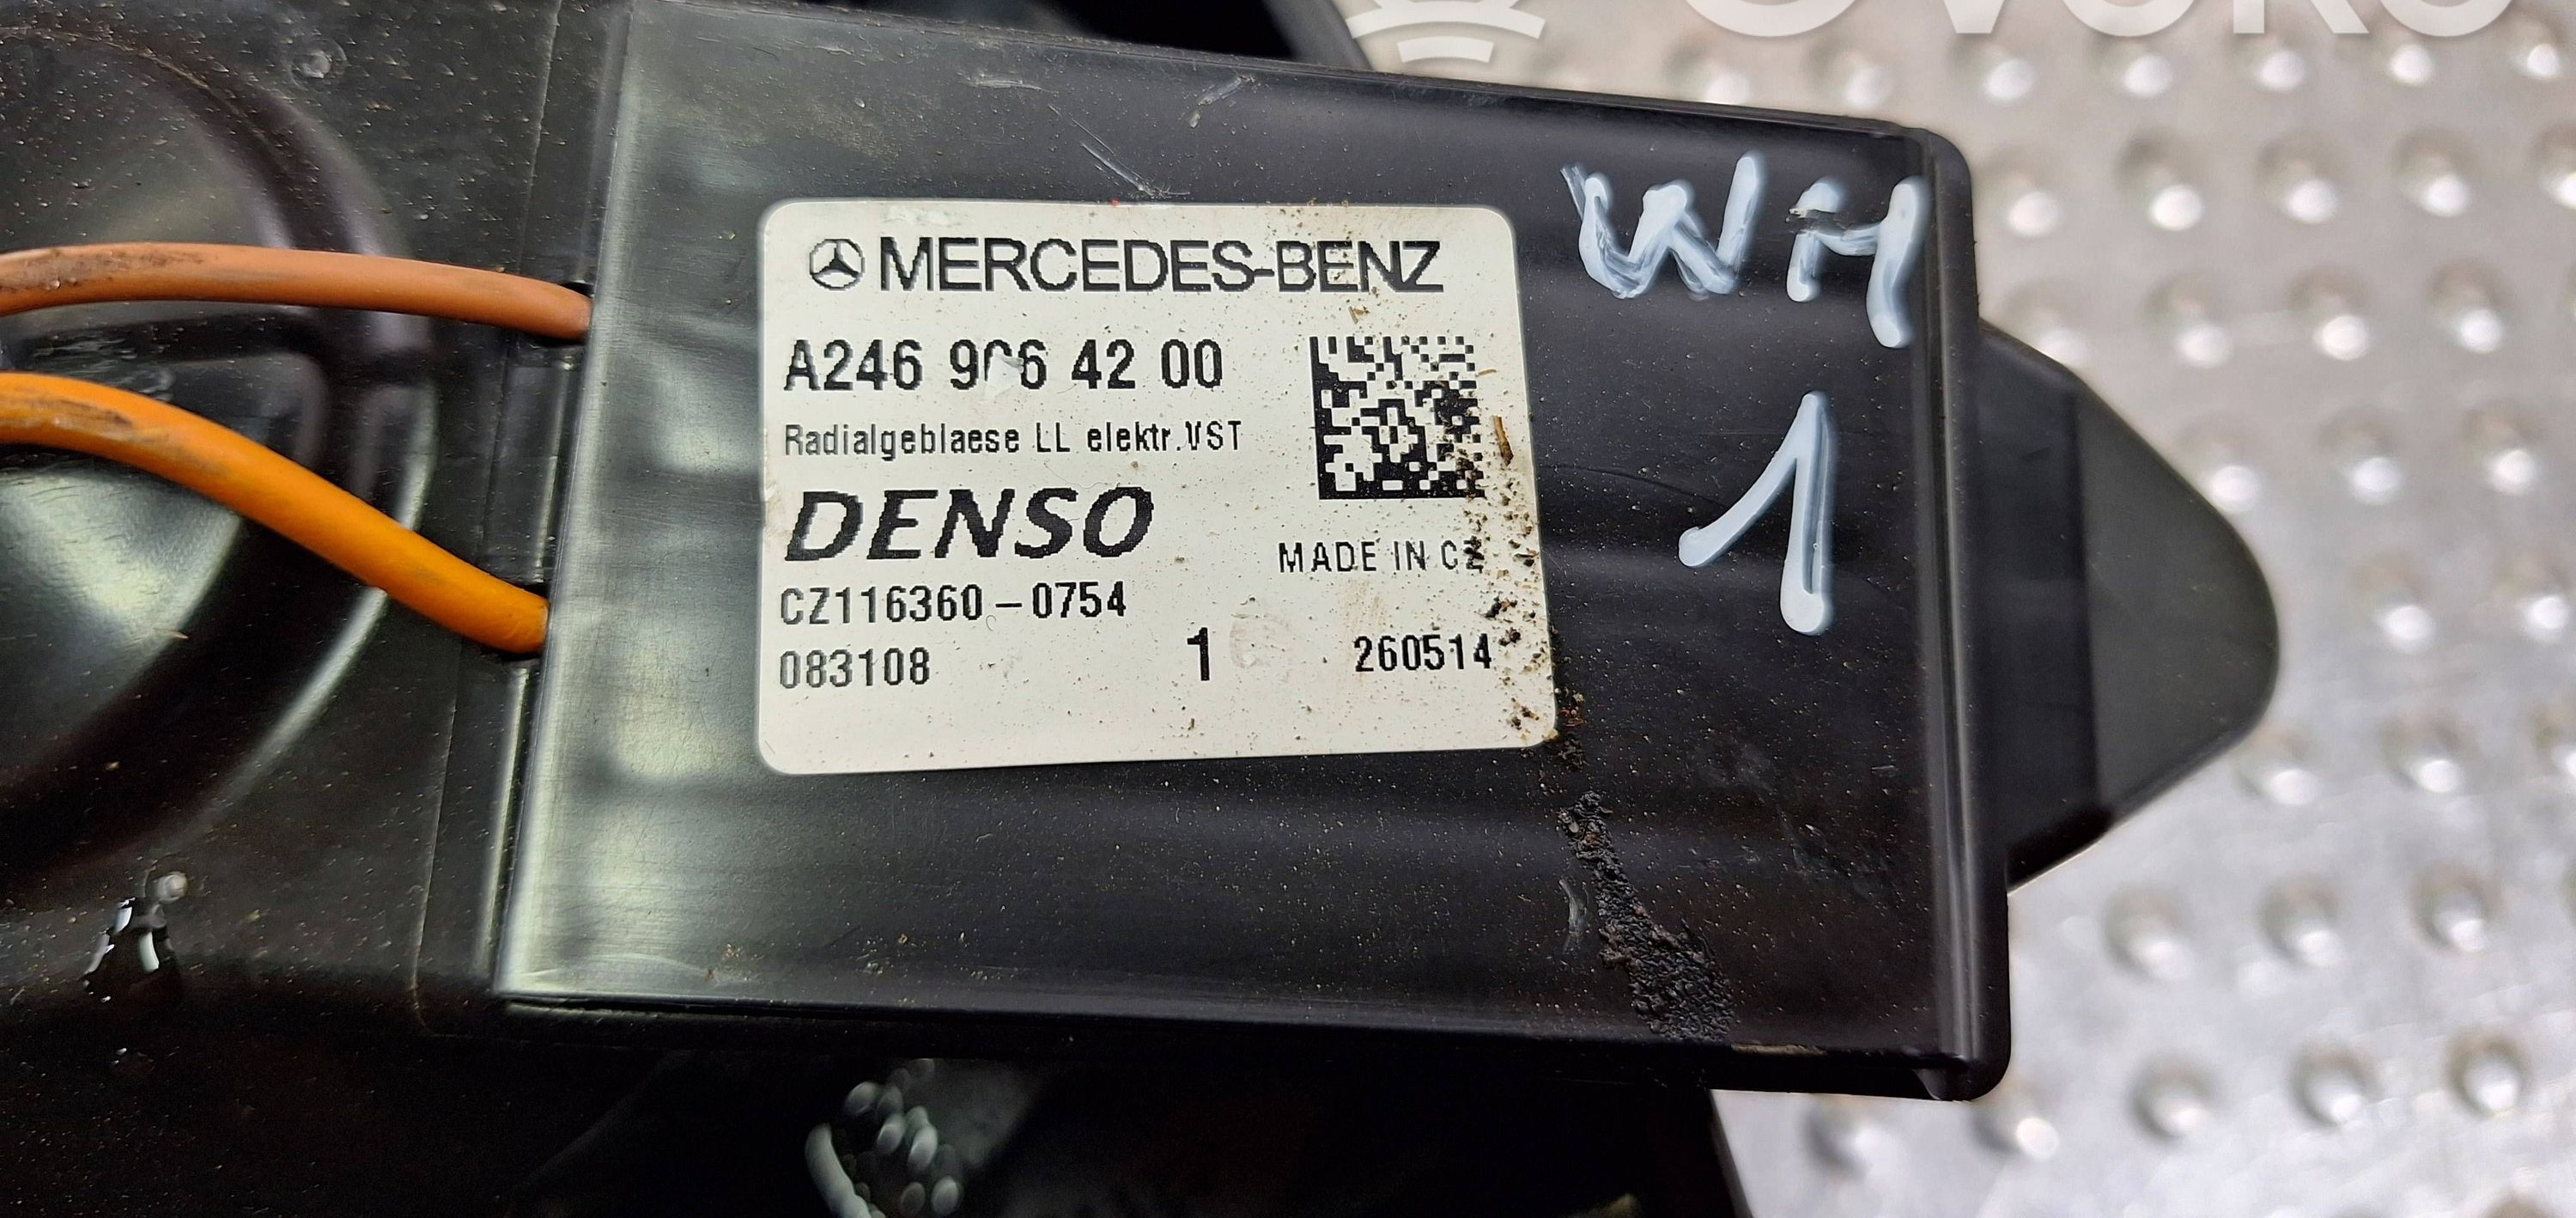 OVOKO
MERCEDES-BENZ
A246 906 42 00
Radialgeblaese LL elektr.VST
DENSO
MADE IN CZ
CZ116360-0754
083108 1 260514
WH
1